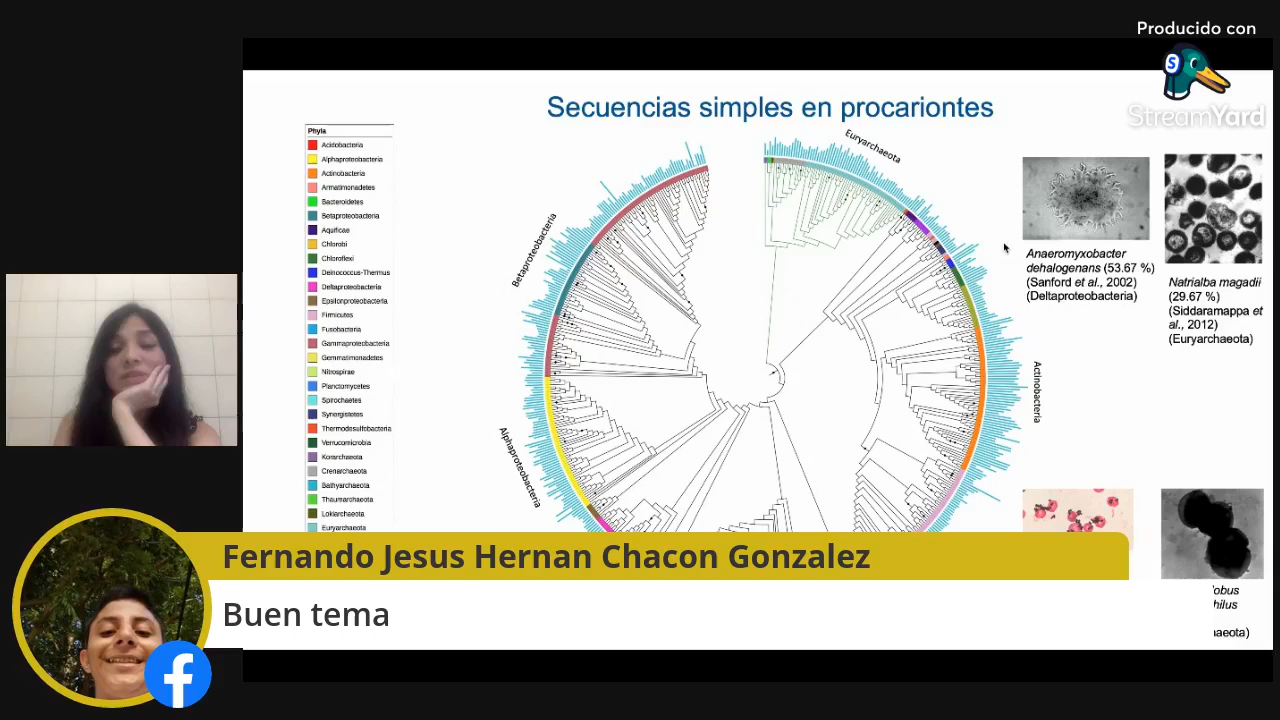 Producido con
StreamYard
Secuencias simples en procariontes
Phyla
Acidobacteria
Alphaproteobacteria
Actinobacteria
Armatimonadetes
Bacteroidetes
Betaproteobacteria
Aquificae
Chlorobi
Chloroflexi
Deinococcus-Thermus
Deltaproteobacteria
Epsilonproteobacteria
Firmicutes
Fusobacteria
Gammaproteobacteria
Gemmatimonadetes
Nitrospirae
Planctomycetes
Spirochaetes
Synergistetes
Thermodesulfobacteria
Verrucomicrobia
Korarchaeota
Crenarchaeota
Bathyarchaeota
Thaumarchaeota
Lokiarchaeota
Euryarchaeota
Euryarchaeota
Betaproteobacteria
Alphaproteobacteria
Actinobacteria
Anaeromyxobacter
dehalogenans (53.67 %)
(Sanford et al., 2002)
(Deltaproteobacteria)
Natrialba magadii
(29.67 %)
(Siddaramappa et
al., 2012)
(Euryarchaeota)
obus
hilus
aeota)
Fernando Jesus Hernan Chacon Gonzalez
Buen tema